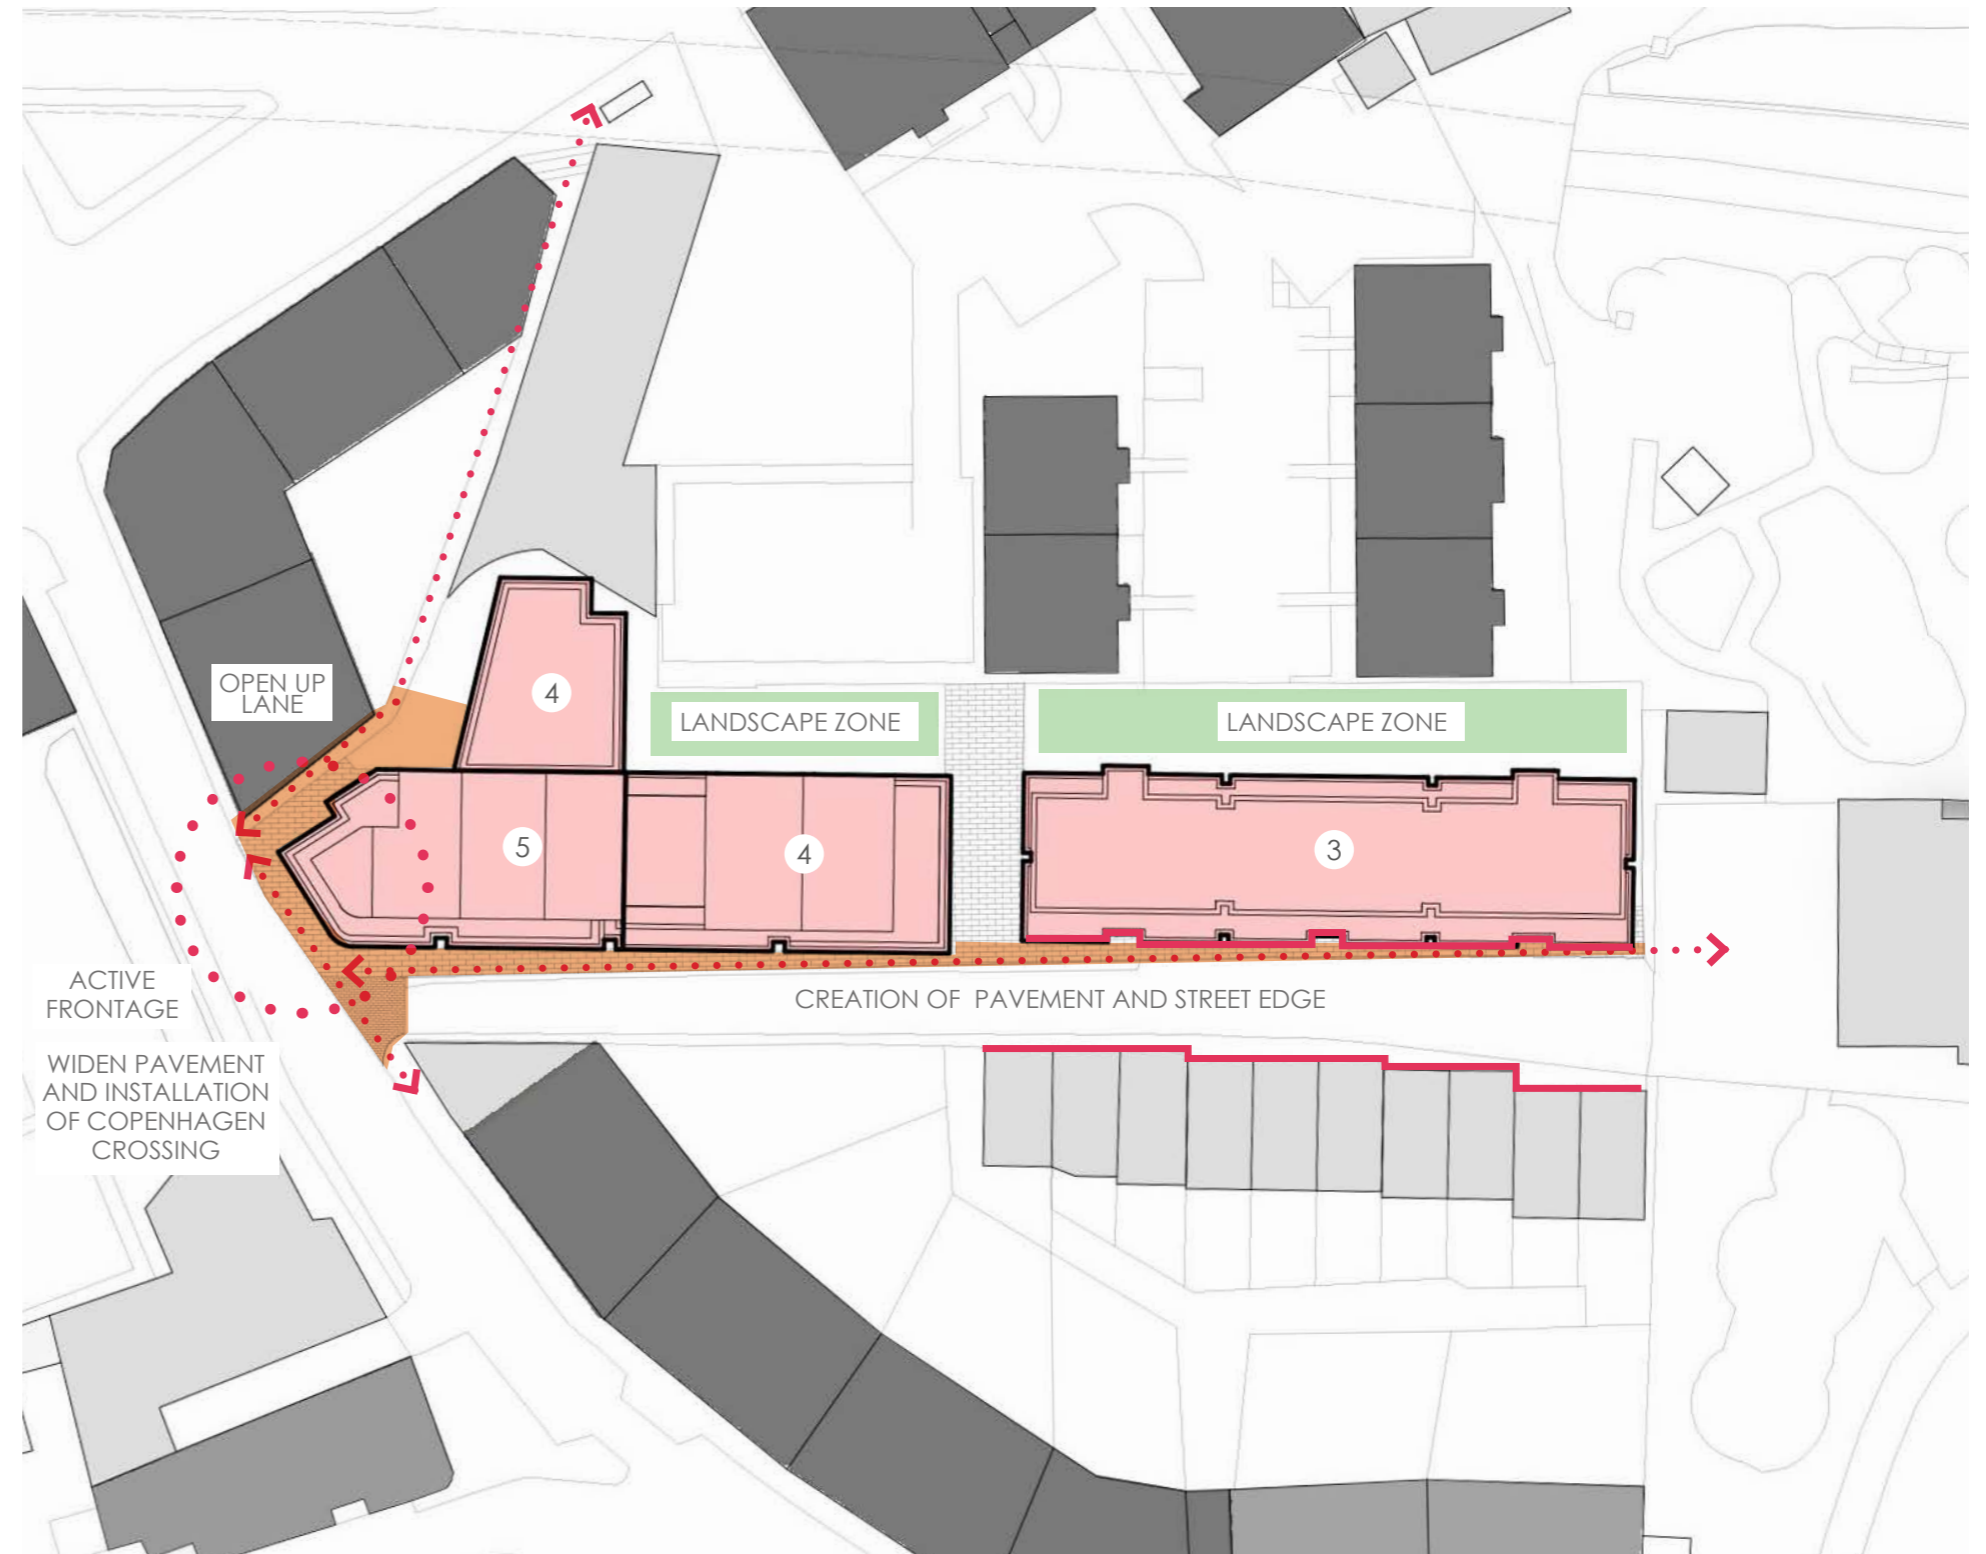 OPEN UP
LANE
4
LANDSCAPE ZONE
LANDSCAPE ZONE
5
4
3
ACTIVE
FRONTAGE
CREATION OF PAVEMENT AND STREET EDGE
WIDEN PAVEMENT
AND INSTALLATION
OF COPENHAGEN
CROSSING